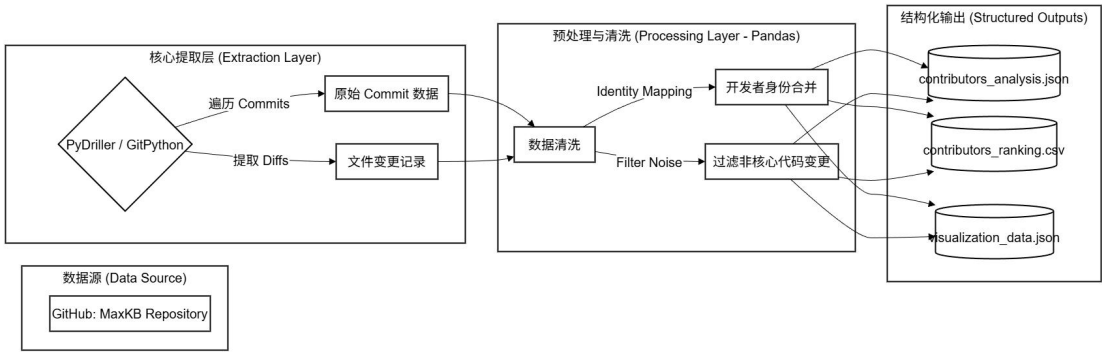 核心提取层 (Extraction Layer)
PyDriller / GitPython
遍历 Commits
提取 Diffs
原始 Commit 数据
文件变更记录
预处理与清洗 (Processing Layer - Pandas)
数据清洗
Identity Mapping
Filter Noise
开发者身份合并
过滤非核心代码变更
结构化输出 (Structured Outputs)
contributors_analysis.json
contributors_ranking.csv
visualization_data.json
数据源 (Data Source)
GitHub: MaxKB Repository